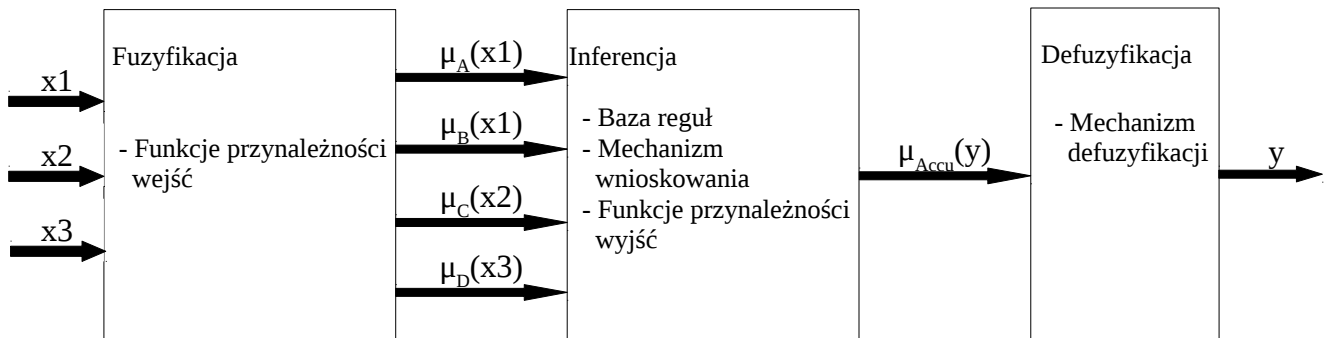 x1
x2
x3
Fuzyfikacja
- Funkcje przynależności
wejść
μA(x1)
μB(x1)
μC(x2)
μD(x3)
Inferencja
- Baza reguł
- Mechanizm
wnioskowania
- Funkcje przynależności
wyjść
μAccu(y)
Defuzyfikacja
- Mechanizm
defuzyfikacji
y